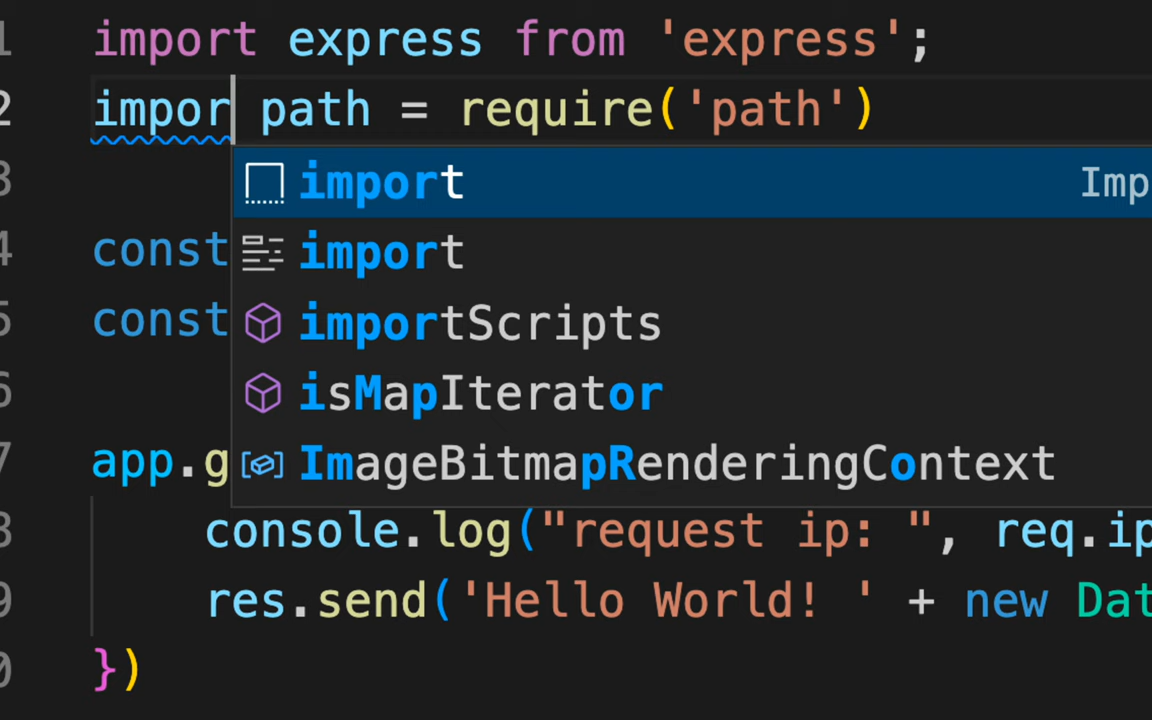 1 import express from 'express';
2 impor path = require('path')
import Imp
3
import
4 const
importScripts
5 const
isMapIterator
6
7 app.g
ImageBitmapRenderingContext
8 console.log("request ip: ", req.ip
9 res.send('Hello World! ' + new Dat
0 })